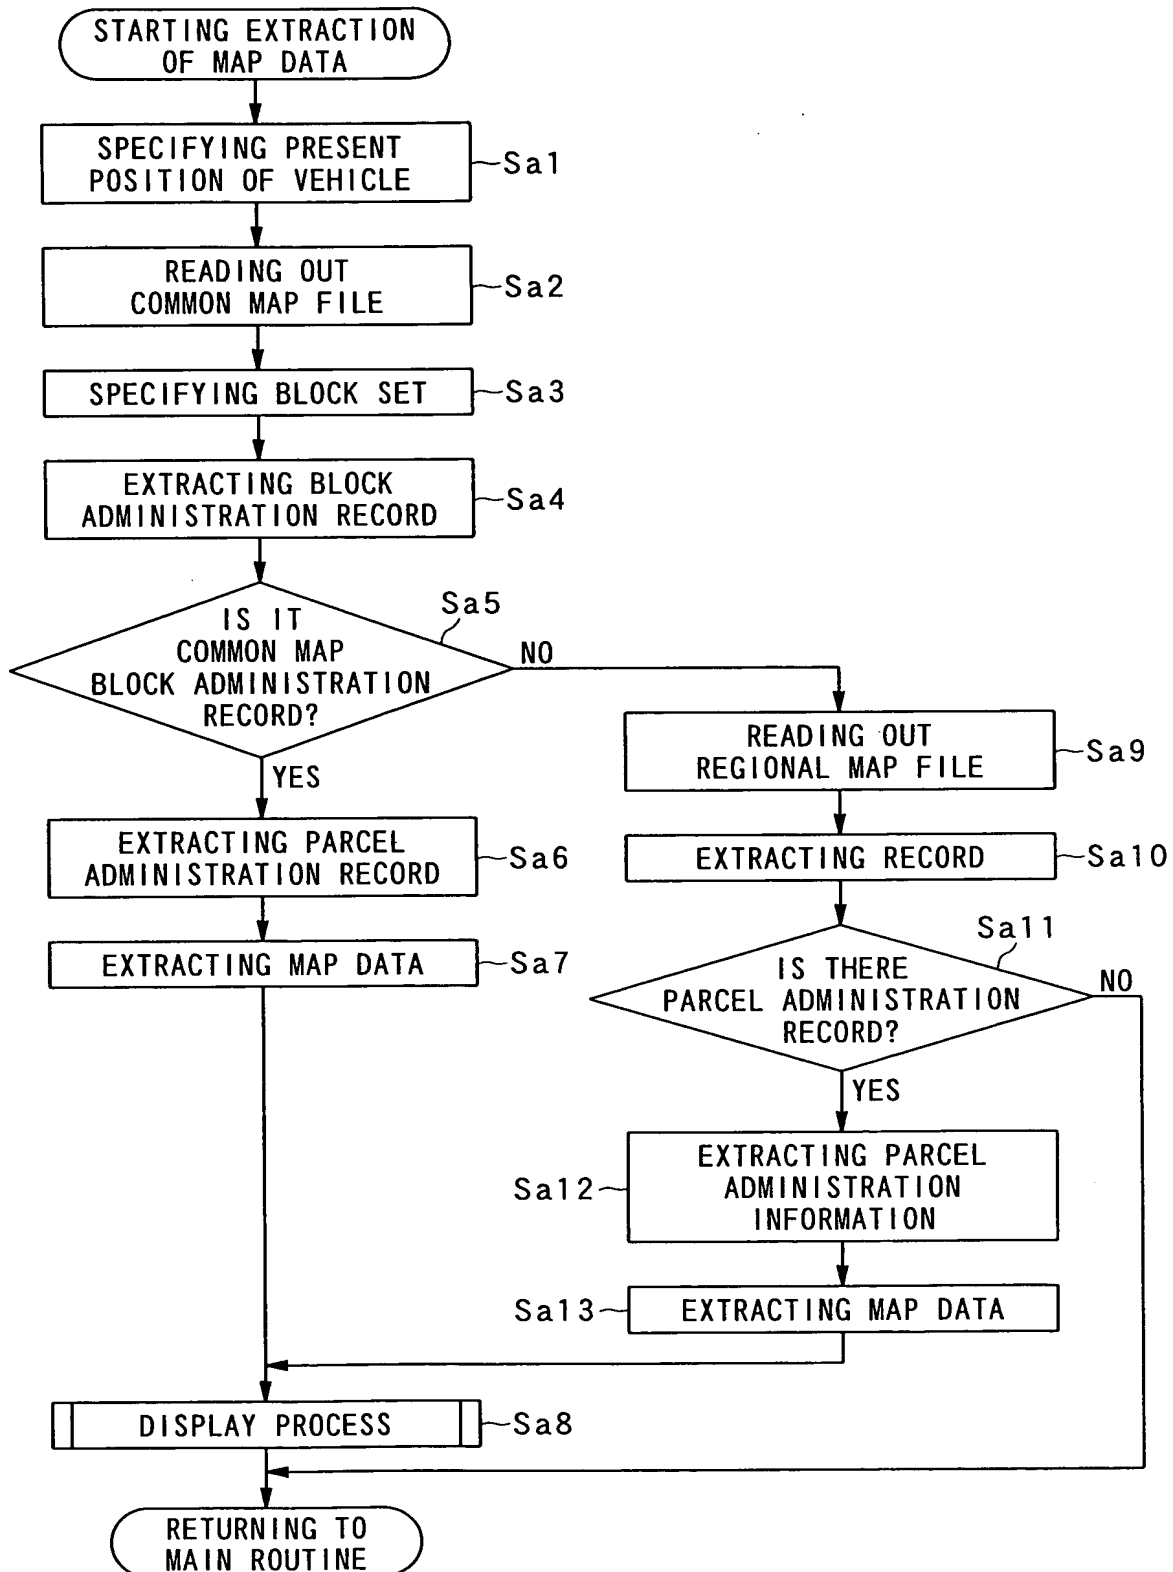 STARTING EXTRACTION
OF MAP DATA
SPECIFYING PRESENT
POSITION OF VEHICLE
Sa1
READING OUT
COMMON MAP FILE
Sa2
SPECIFYING BLOCK SET
Sa3
EXTRACTING BLOCK
ADMINISTRATION RECORD
Sa4
IS IT
COMMON MAP
BLOCK ADMINISTRATION
RECORD?
Sa5
NO
YES
EXTRACTING PARCEL
ADMINISTRATION RECORD
Sa6
EXTRACTING MAP DATA
Sa7
READING OUT
REGIONAL MAP FILE
Sa9
EXTRACTING RECORD
Sa10
IS THERE
PARCEL ADMINISTRATION
RECORD?
Sa11
NO
YES
EXTRACTING PARCEL
ADMINISTRATION
INFORMATION
Sa12
EXTRACTING MAP DATA
Sa13
DISPLAY PROCESS
Sa8
RETURNING TO
MAIN ROUTINE